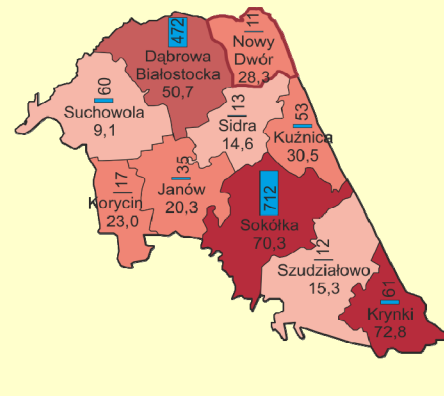 472
Dąbrowa
Białostocka
50,7
11
Nowy
Dwór
28,3
60
Suchowola
9,1
13
Sidra
14,6
53
Kuźnica
30,5
17
Korycin
23,0
35
Janów
20,3
712
Sokółka
70,3
12
Szudziałowo
15,3
61
Krynki
72,8